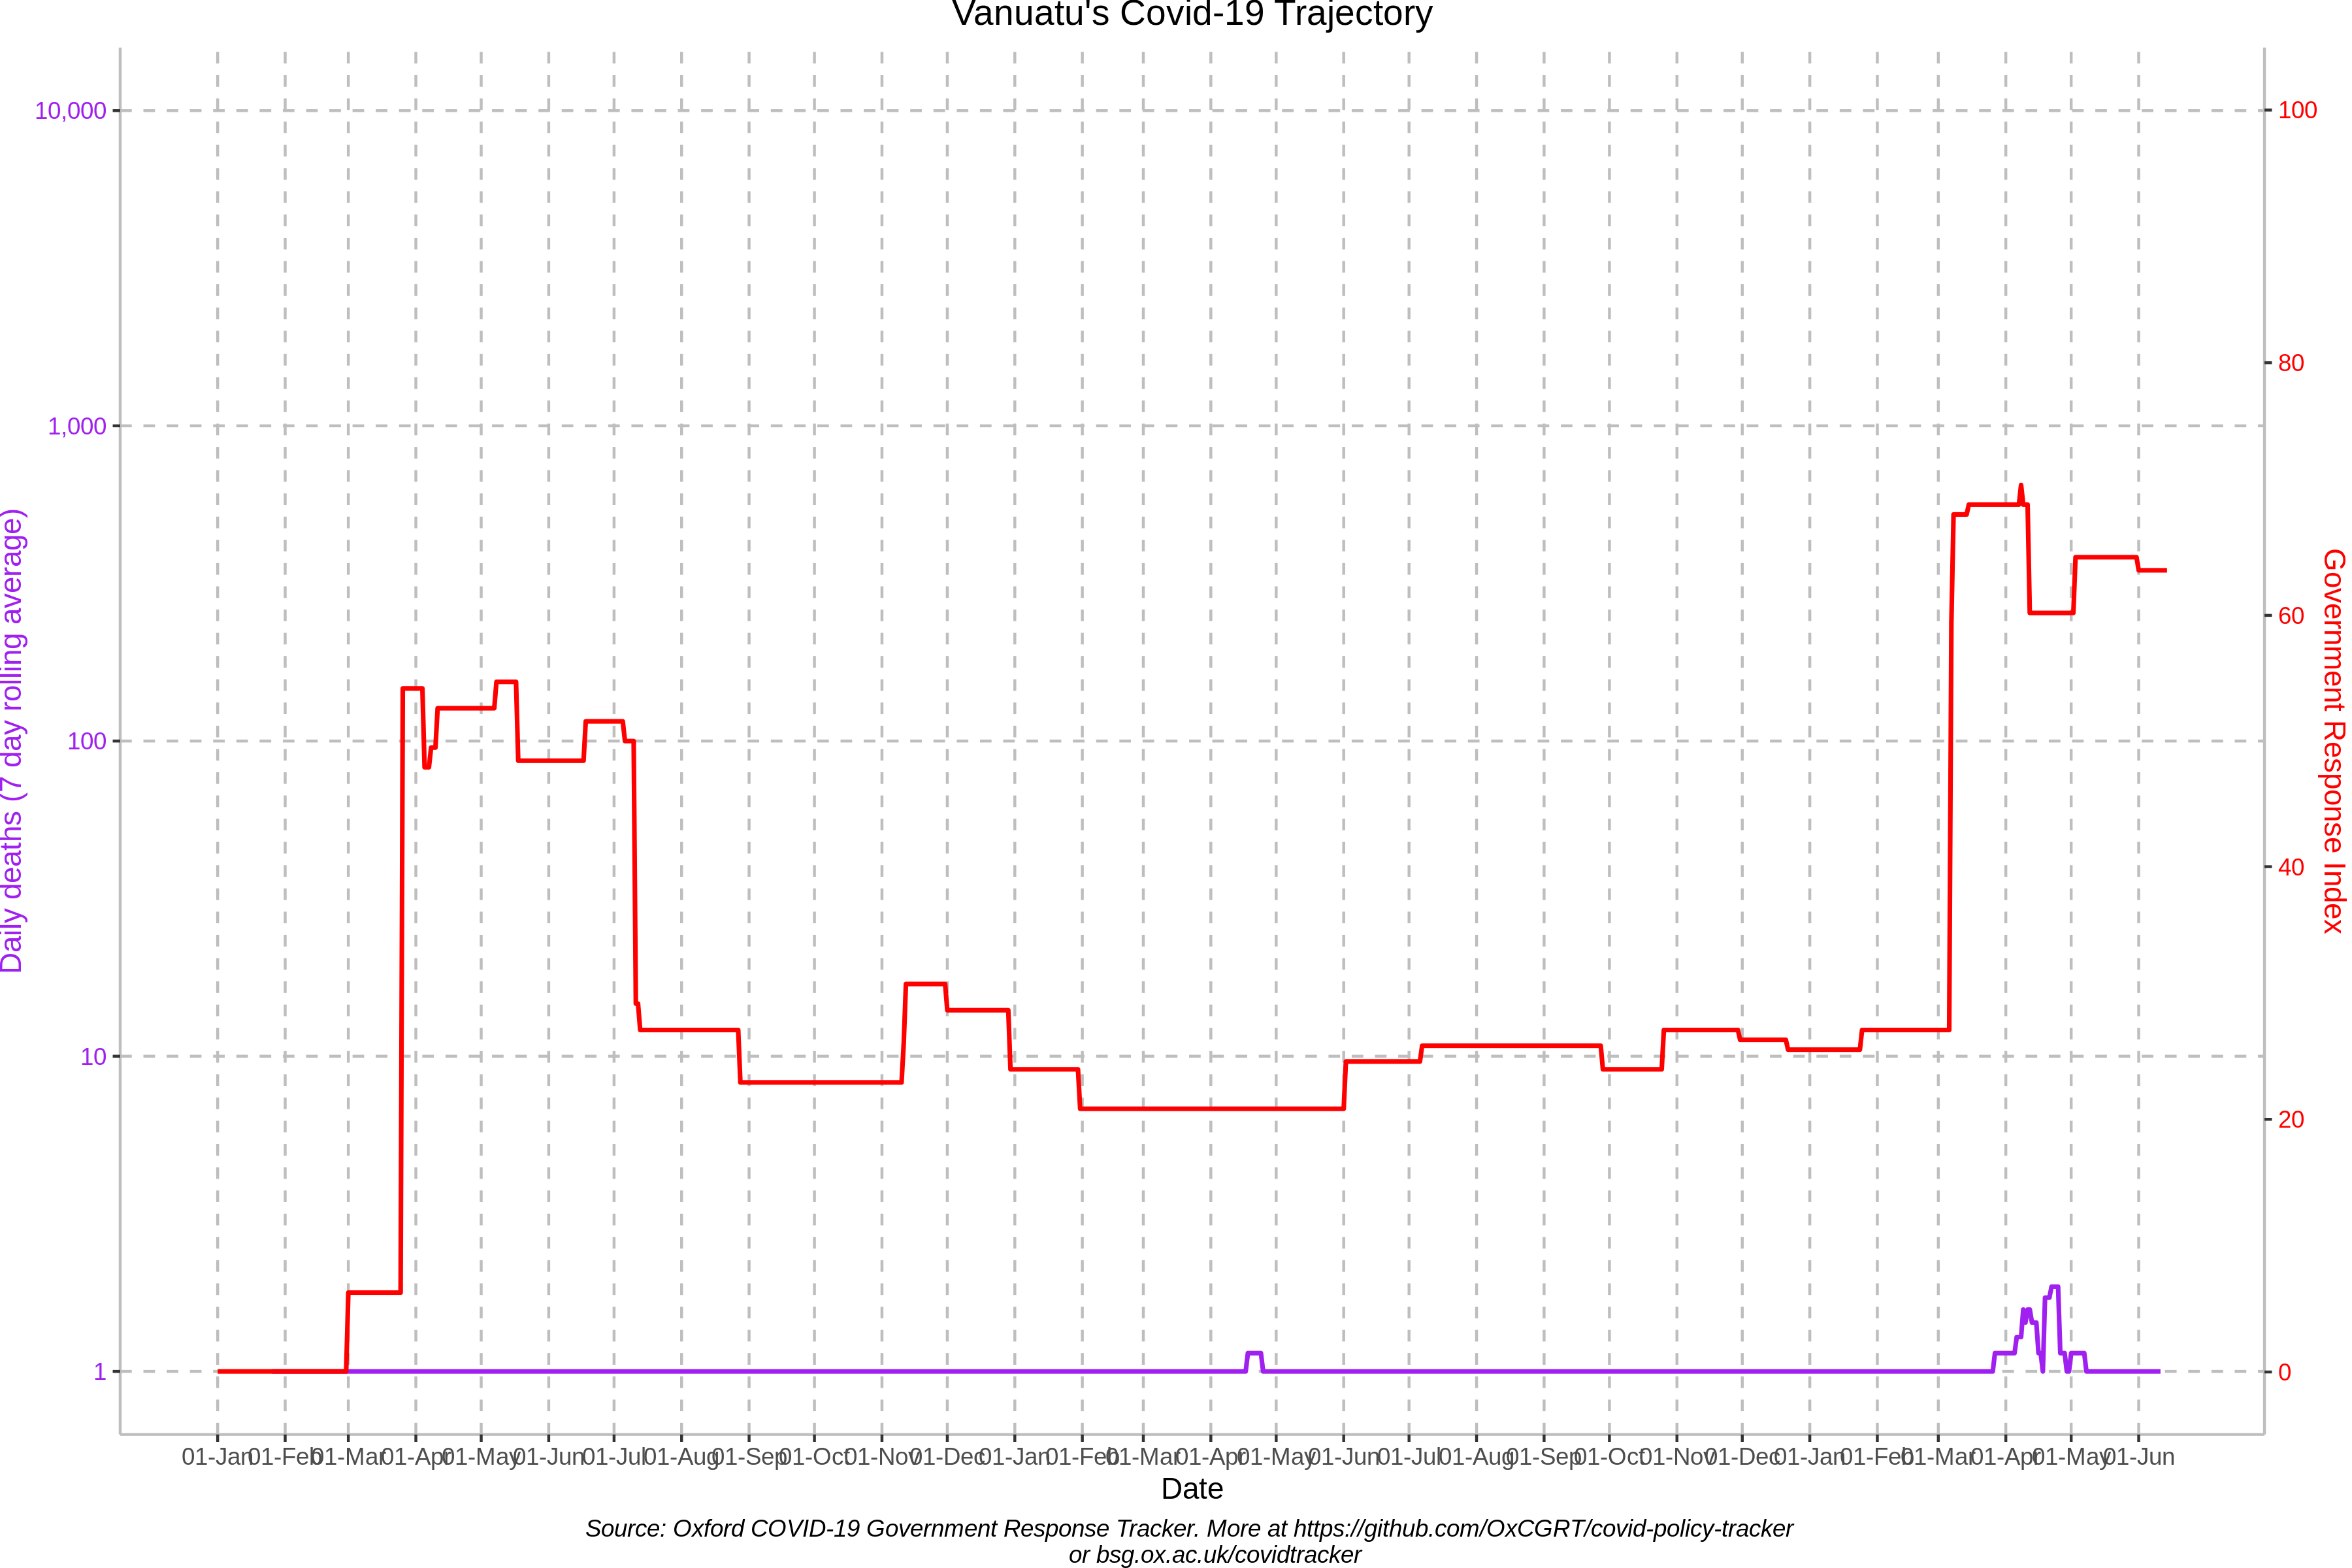 Vanuatu's Covid-19 Trajectory
10,000
1,000
100
10
1
Daily deaths (7 day rolling average)
100
80
60
40
20
0
Government Response Index
01-Jan 01-Feb 01-Mar 01-Apr 01-May 01-Jun 01-Jul 01-Aug 01-Sep 01-Oct 01-Nov 01-Dec 01-Jan 01-Feb 01-Mar 01-Apr 01-May 01-Jun 01-Jul 01-Aug 01-Sep 01-Oct 01-Nov 01-Dec 01-Jan 01-Feb 01-Mar 01-Apr 01-May 01-Jun
Date
Source: Oxford COVID-19 Government Response Tracker. More at https://github.com/OxCGRT/covid-policy-tracker
or bsg.ox.ac.uk/covidtracker